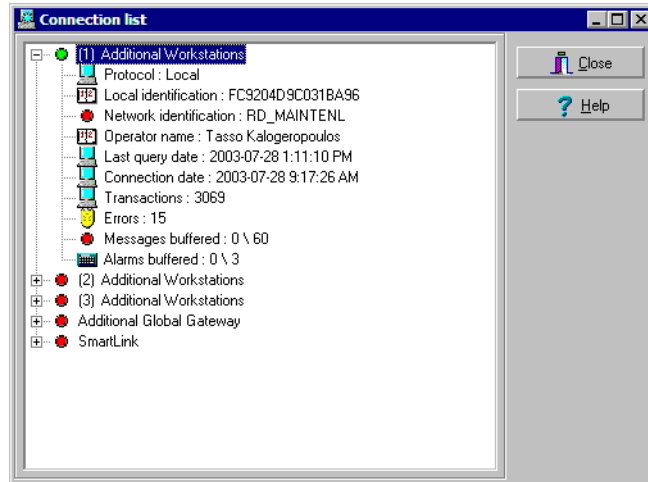 Connection list
(1) Additional Workstations
Protocol : Local
Local identification : FC9204D9C031BA96
Network identification : RD_MAINTENL
Operator name : Tasso Kalogeropoulos
Last query date : 2003-07-28 1:11:10 PM
Connection date : 2003-07-28 9:17:26 AM
Transactions : 3069
Errors : 15
Messages buffered : 0 \ 60
Alarms buffered : 0 \ 3
(2) Additional Workstations
(3) Additional Workstations
Additional Global Gateway
SmartLink
Close
Help